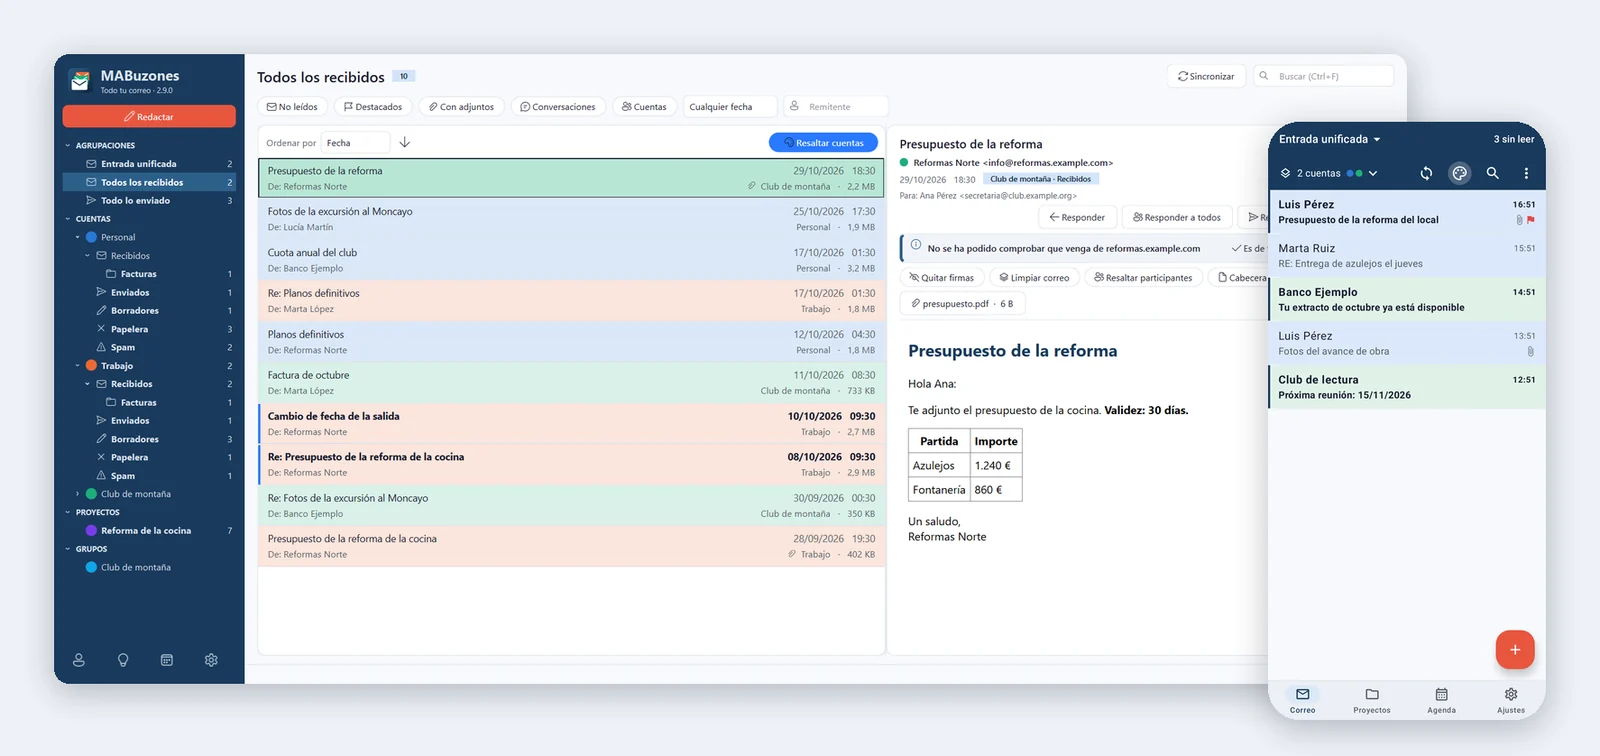 MABuzones
Todo tu correo · 2.9.0
Redactar
AGRUPACIONES
Entrada unificada 2
Todos los recibidos 2
Todo lo enviado 3
CUENTAS
Personal
Recibidos
Facturas 1
Enviados 1
Borradores 1
Papelera 3
Spam 2
Trabajo 2
Recibidos 2
Facturas 1
Enviados 1
Borradores 3
Papelera 1
Spam 1
Club de montaña
PROYECTOS
Reforma de la cocina 7
GRUPOS
Club de montaña
Todos los recibidos 10
Sincronizar
Buscar (Ctrl+F)
No leídos
Destacados
Con adjuntos
Conversaciones
Cuentas
Cualquier fecha
Remitente
Ordenar por Fecha
Resaltar cuentas
Presupuesto de la reforma 29/10/2026 18:30
De: Reformas Norte Club de montaña · 2,2 MB
Fotos de la excursión al Moncayo 25/10/2026 17:30
De: Lucía Martín Personal · 1,9 MB
Cuota anual del club 17/10/2026 01:30
De: Banco Ejemplo Personal · 3,2 MB
Re: Planos definitivos 17/10/2026 01:30
De: Marta López Trabajo · 1,8 MB
Planos definitivos 12/10/2026 04:30
De: Reformas Norte Personal · 1,8 MB
Factura de octubre 11/10/2026 08:30
De: Marta López Club de montaña · 733 KB
Cambio de fecha de la salida 10/10/2026 09:30
De: Reformas Norte Trabajo · 2,7 MB
Re: Presupuesto de la reforma de la cocina 08/10/2026 09:30
De: Reformas Norte Trabajo · 2,9 MB
Re: Fotos de la excursión al Moncayo 30/09/2026 00:30
De: Banco Ejemplo Club de montaña · 350 KB
Presupuesto de la reforma de la cocina 28/09/2026 19:30
De: Reformas Norte Trabajo · 402 KB
Presupuesto de la reforma
Reformas Norte <info@reformas.example.com>
29/10/2026 18:30 Club de montaña · Recibidos
Para: Ana Pérez <secretaria@club.example.org>
Responder
Responder a todos
Re
No se ha podido comprobar que venga de reformas.example.com
Es de
Quitar firmas
Limpiar correo
Resaltar participantes
Cabecera
presupuesto.pdf · 6 B
Presupuesto de la reforma
Hola Ana:
Te adjunto el presupuesto de la cocina. Validez: 30 días.
Partida Importe
Azulejos 1.240 €
Fontanería 860 €
Un saludo,
Reformas Norte
Entrada unificada 3 sin leer
2 cuentas
Luis Pérez 16:51
Presupuesto de la reforma del local
Marta Ruiz 15:51
RE: Entrega de azulejos el jueves
Banco Ejemplo 14:51
Tu extracto de octubre ya está disponible
Luis Pérez 13:51
Fotos del avance de obra
Club de lectura 12:51
Próxima reunión: 15/11/2026
+
Correo
Proyectos
Agenda
Ajustes